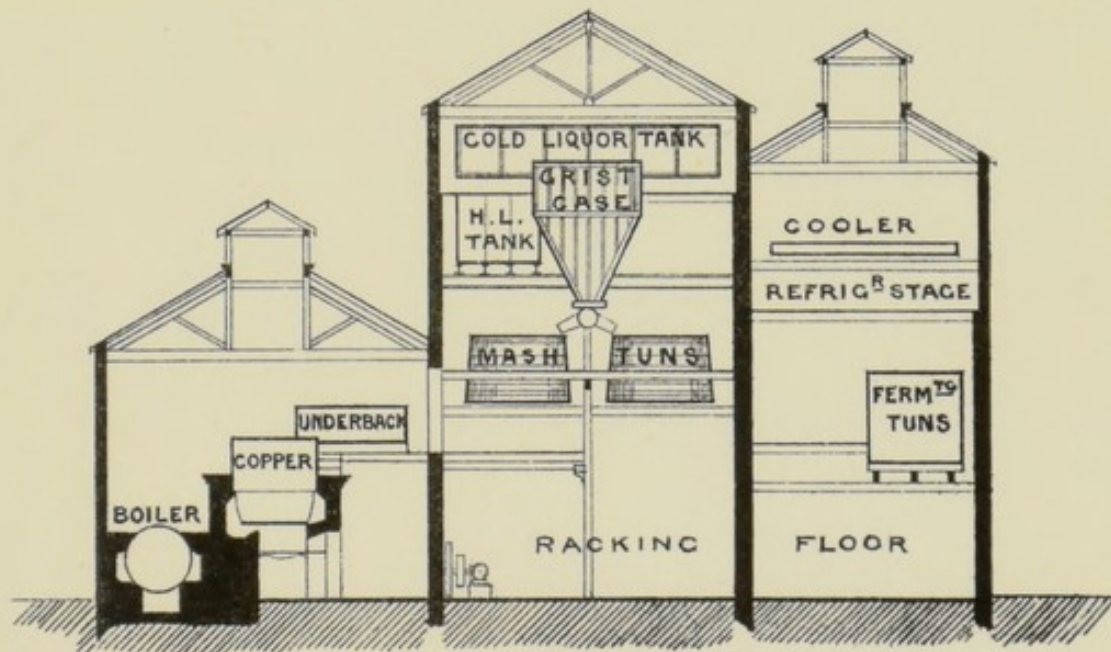 COLD LIQUOR TANK
GRIST
CASE
H.L.
TANK
COOLER
REFRIGR STAGE
MASH TUNS
FERMTG
TUNS
UNDERBACK
COPPER
BOILER
RACKING FLOOR